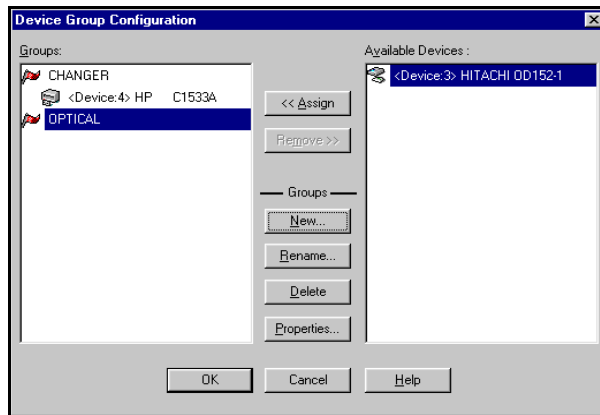 Device Group Configuration
Groups:
CHANGER
<Device:4> HP C1533A
OPTICAL
<< Assign
Remove >>
Groups
New...
Rename...
Delete
Properties...
Available Devices :
<Device:3> HITACHI OD152-1
OK
Cancel
Help